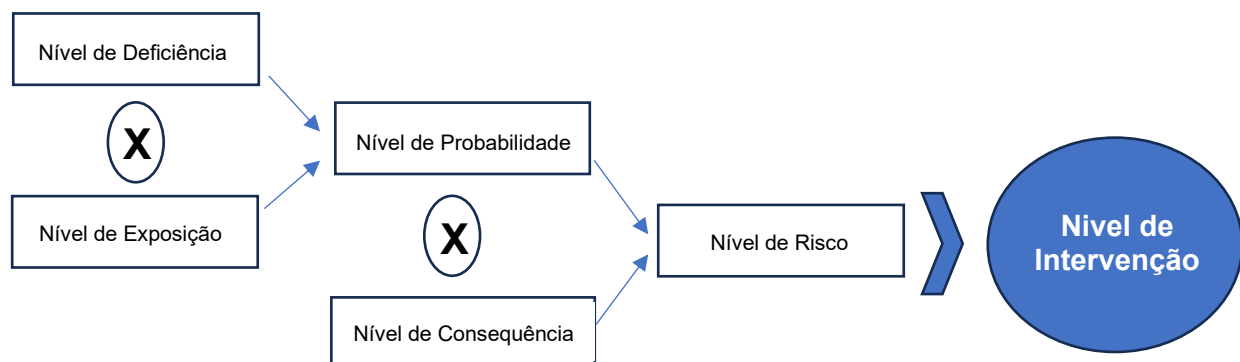 Nível de Deficiência
X
Nível de Exposição
Nível de Probabilidade
X
Nível de Consequência
Nível de Risco
Nivel de
Intervenção